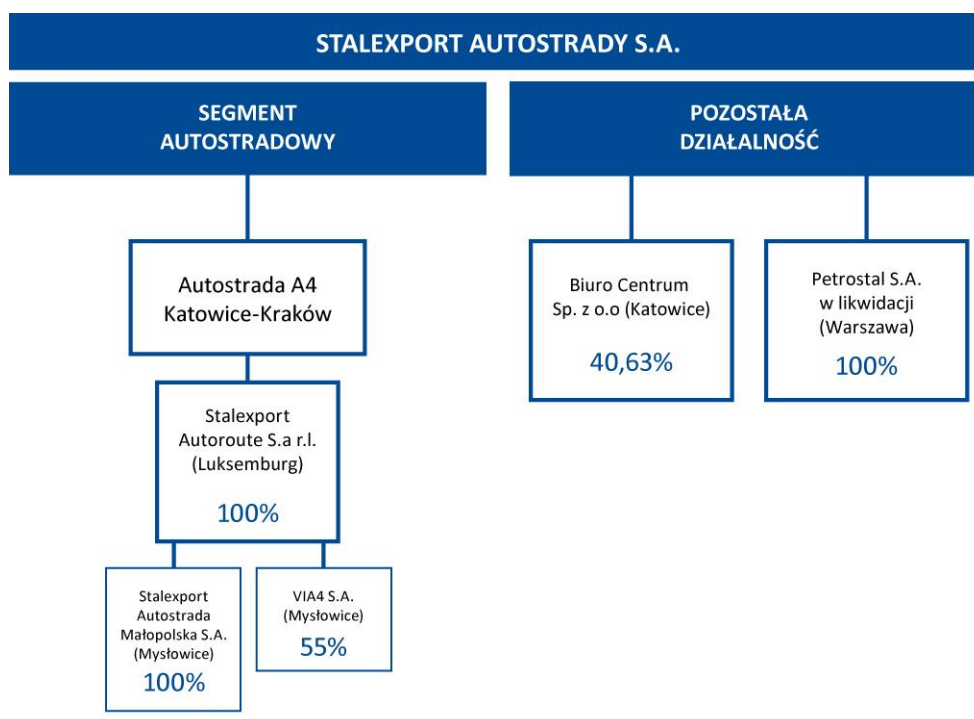 STALEXPORT AUTOSTRADY S.A.
SEGMENT
AUTOSTRADOWY
POZOSTAŁA
DZIAŁALNOŚĆ
Autostrada A4
Katowice-Kraków
Biuro Centrum
Sp. z o.o (Katowice)
40,63%
Petrostal S.A.
w likwidacji
(Warszawa)
100%
Stalexport
Autoroute S.a r.l.
(Luksemburg)
100%
Stalexport
Autostrada
Małopolska S.A.
(Mysłowice)
100%
VIA4 S.A.
(Mysłowice)
55%